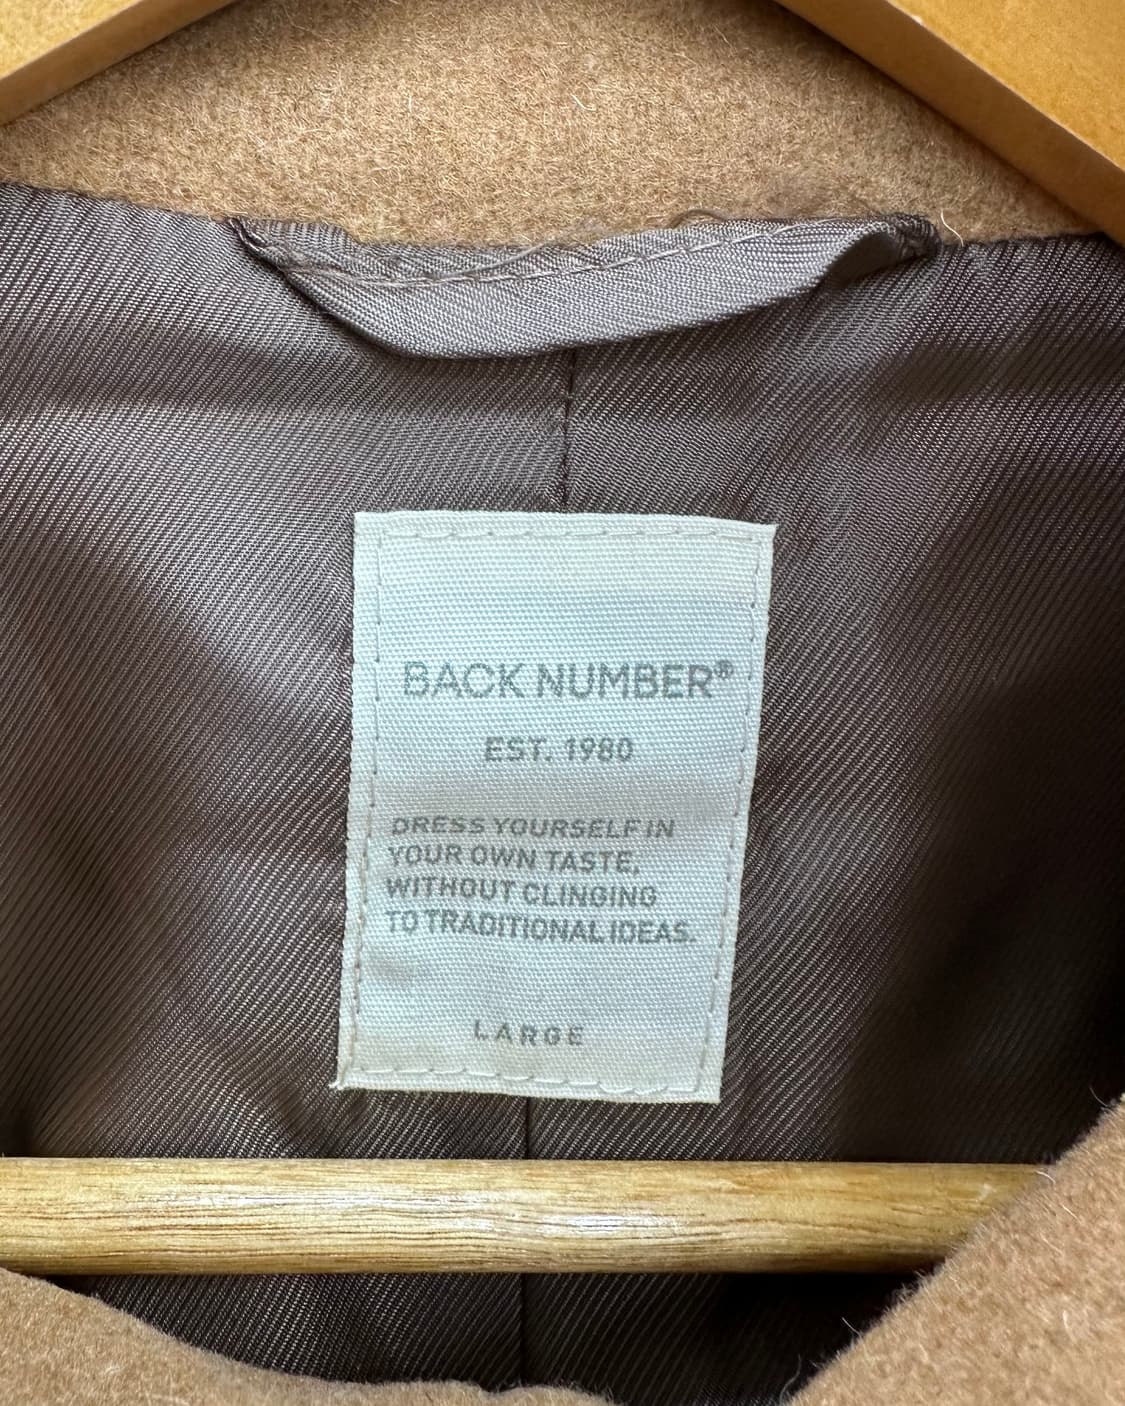 BACK NUMBER®
EST. 1980
DRESS YOURSELF IN
YOUR OWN TASTE,
WITHOUT CLINGING
TO TRADITIONAL IDEAS.
LARGE